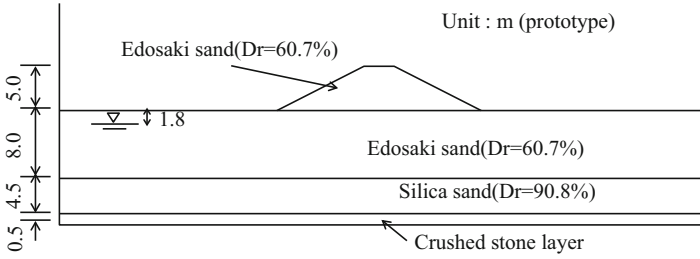 Unit : m (prototype)
Edosaki sand(Dr=60.7%)
5.0
1.8
8.0
Edosaki sand(Dr=60.7%)
4.5
Silica sand(Dr=90.8%)
0.5
Crushed stone layer